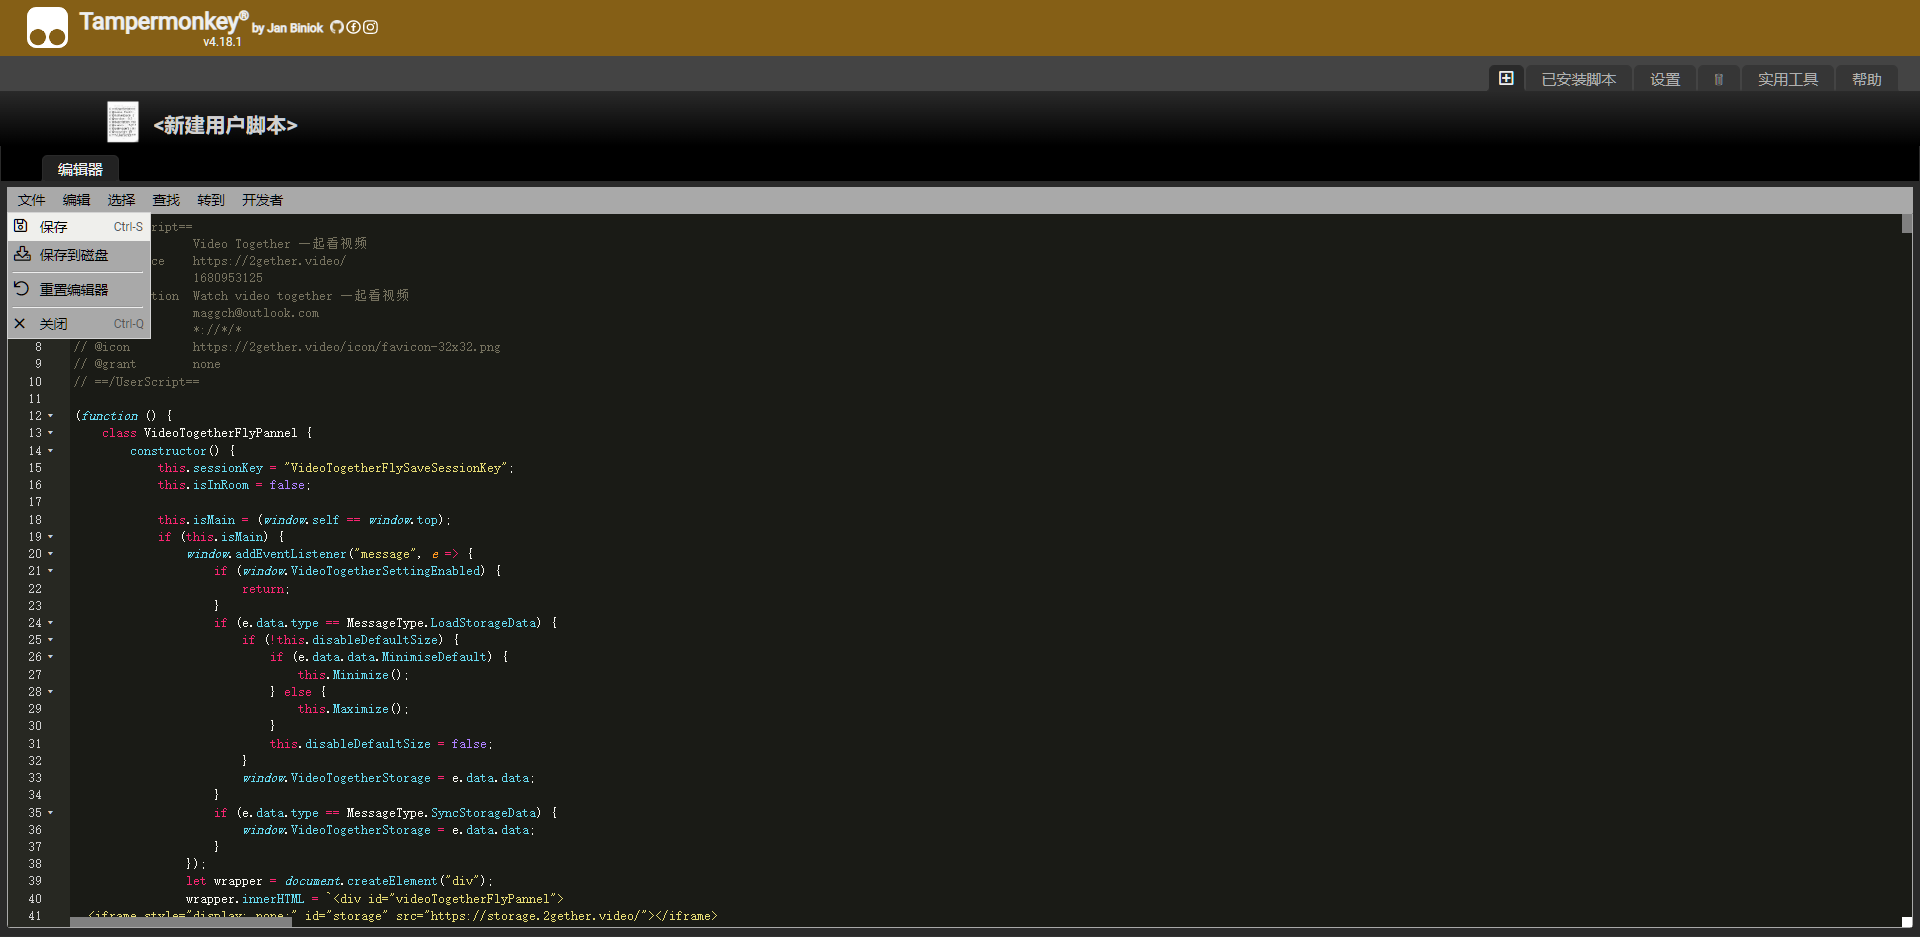 Tampermonkey® by Jan Biniok
v4.18.1
已安装脚本 设置 实用工具 帮助
<新建用户脚本>
编辑器
文件 编辑 选择 查找 转到 开发者
保存 Ctrl-S
保存到磁盘
重置编辑器
关闭 Ctrl-Q
ript==
Video Together 一起看视频
ce https://2gether.video/
1680953125
tion Watch video together 一起看视频
maggch@outlook.com
*://*/*
8 // @icon https://2gether.video/icon/favicon-32x32.png
9 // @grant none
10 // ==/UserScript==
11
12 (function () {
13 class VideoTogetherFlyPannel {
14 constructor() {
15 this.sessionKey = "VideoTogetherFlySaveSessionKey";
16 this.isInRoom = false;
17
18 this.isMain = (window.self == window.top);
19 if (this.isMain) {
20 window.addEventListener("message", e => {
21 if (window.VideoTogetherSettingEnabled) {
22 return;
23 }
24 if (e.data.type == MessageType.LoadStorageData) {
25 if (!this.disableDefaultSize) {
26 if (e.data.data.MinimiseDefault) {
27 this.Minimize();
28 } else {
29 this.Maximize();
30 }
31 this.disableDefaultSize = false;
32 }
33 window.VideoTogetherStorage = e.data.data;
34 }
35 if (e.data.type == MessageType.SyncStorageData) {
36 window.VideoTogetherStorage = e.data.data;
37 }
38 });
39 let wrapper = document.createElement("div");
40 wrapper.innerHTML = `<div id="videoTogetherFlyPannel">
41 <iframe style="display: none;" id="storage" src="https://storage.2gether.video/"></iframe>